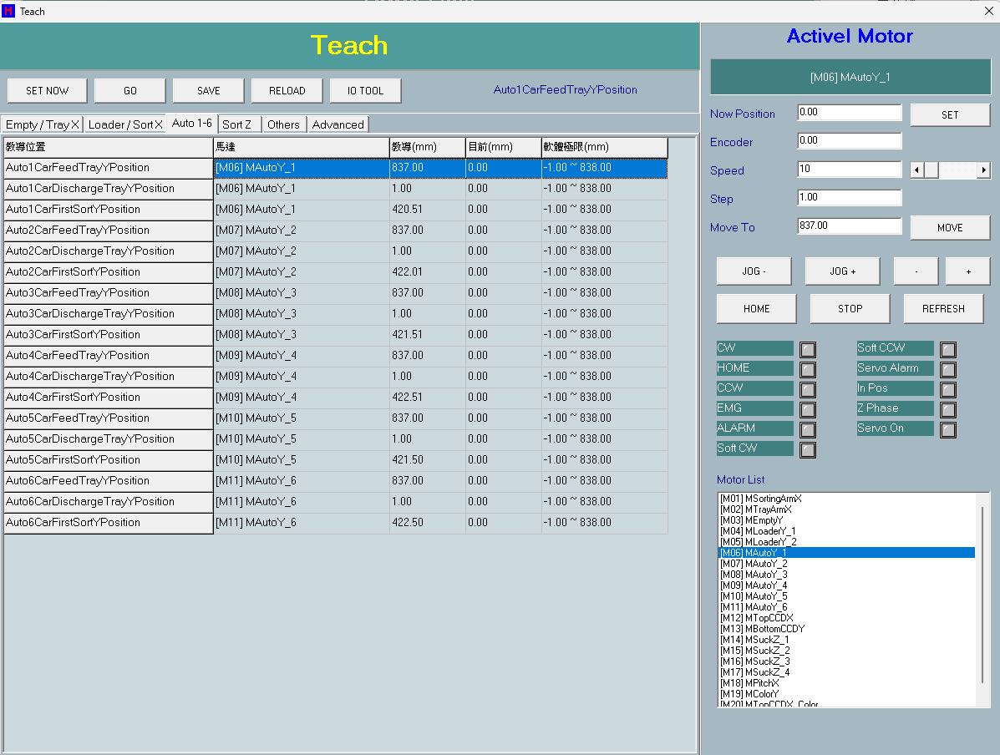 Teach
Teach
SET NOW GO SAVE RELOAD IO TOOL Auto1CarFeedTrayYPosition
Empty / Tray X Loader / Sort X Auto 1-6 Sort Z Others Advanced
教導位置 馬達 教導(mm) 目前(mm) 軟體極限(mm)
Auto1CarFeedTrayYPosition [M06] MAutoY_1 837.00 0.00 -1.00 ~ 838.00
Auto1CarDischargeTrayYPosition [M06] MAutoY_1 1.00 0.00 -1.00 ~ 838.00
Auto1CarFirstSortYPosition [M06] MAutoY_1 420.51 0.00 -1.00 ~ 838.00
Auto2CarFeedTrayYPosition [M07] MAutoY_2 837.00 0.00 -1.00 ~ 838.00
Auto2CarDischargeTrayYPosition [M07] MAutoY_2 1.00 0.00 -1.00 ~ 838.00
Auto2CarFirstSortYPosition [M07] MAutoY_2 422.01 0.00 -1.00 ~ 838.00
Auto3CarFeedTrayYPosition [M08] MAutoY_3 837.00 0.00 -1.00 ~ 838.00
Auto3CarDischargeTrayYPosition [M08] MAutoY_3 1.00 0.00 -1.00 ~ 838.00
Auto3CarFirstSortYPosition [M08] MAutoY_3 421.51 0.00 -1.00 ~ 838.00
Auto4CarFeedTrayYPosition [M09] MAutoY_4 837.00 0.00 -1.00 ~ 838.00
Auto4CarDischargeTrayYPosition [M09] MAutoY_4 1.00 0.00 -1.00 ~ 838.00
Auto4CarFirstSortYPosition [M09] MAutoY_4 422.51 0.00 -1.00 ~ 838.00
Auto5CarFeedTrayYPosition [M10] MAutoY_5 837.00 0.00 -1.00 ~ 838.00
Auto5CarDischargeTrayYPosition [M10] MAutoY_5 1.00 0.00 -1.00 ~ 838.00
Auto5CarFirstSortYPosition [M10] MAutoY_5 421.50 0.00 -1.00 ~ 838.00
Auto6CarFeedTrayYPosition [M11] MAutoY_6 837.00 0.00 -1.00 ~ 838.00
Auto6CarDischargeTrayYPosition [M11] MAutoY_6 1.00 0.00 -1.00 ~ 838.00
Auto6CarFirstSortYPosition [M11] MAutoY_6 422.50 0.00 -1.00 ~ 838.00
Activel Motor
[M06] MAutoY_1
Now Position 0.00 SET
Encoder 0.00
Speed 10
Step 1.00
Move To 837.00 MOVE
JOG - JOG + - +
HOME STOP REFRESH
CW Soft CCW
HOME Servo Alarm
CCW In Pos
EMG Z Phase
ALARM Servo On
Soft CW
Motor List
[M01] MSortingArmX
[M02] MTrayArmX
[M03] MEmptyY
[M04] MLoaderY_1
[M05] MLoaderY_2
[M06] MAutoY_1
[M07] MAutoY_2
[M08] MAutoY_3
[M09] MAutoY_4
[M10] MAutoY_5
[M11] MAutoY_6
[M12] MTopCCDX
[M13] MBottomCCDY
[M14] MSuckZ_1
[M15] MSuckZ_2
[M16] MSuckZ_3
[M17] MSuckZ_4
[M18] MPitchX
[M19] MColorY
[M20] MTopCCDX_Color